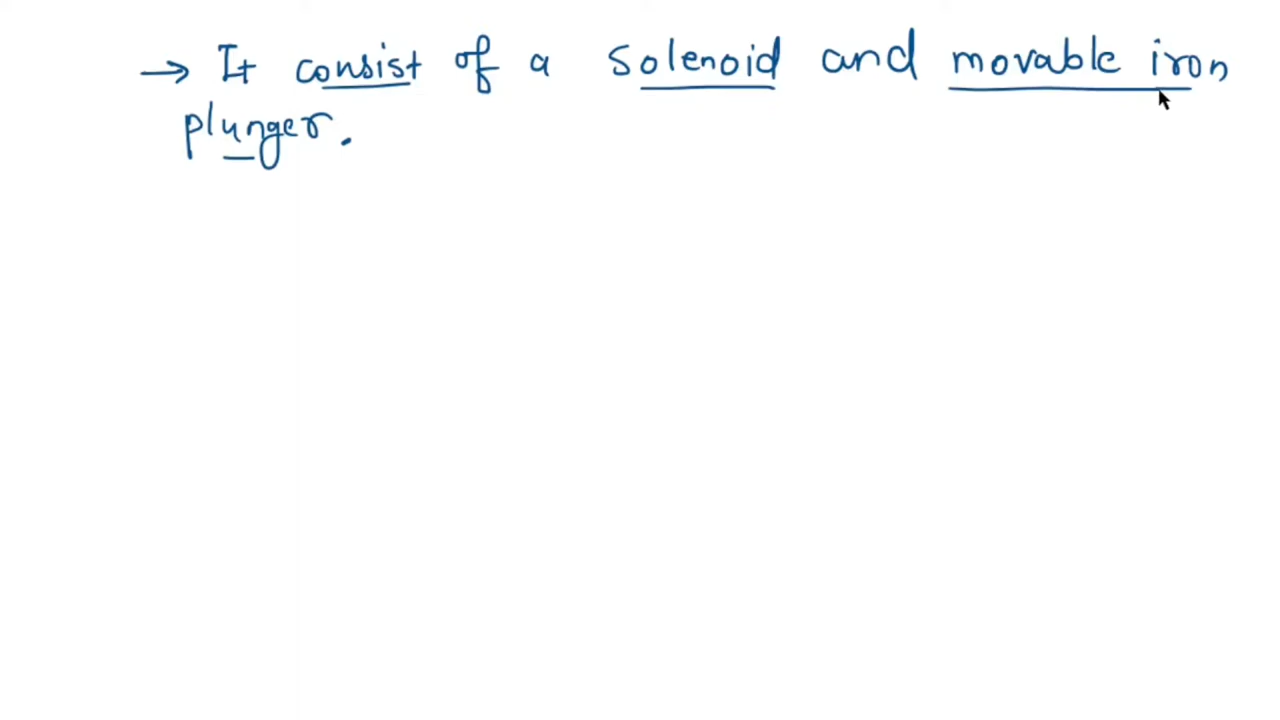 → It consist of a solenoid and movable iron
plunger.